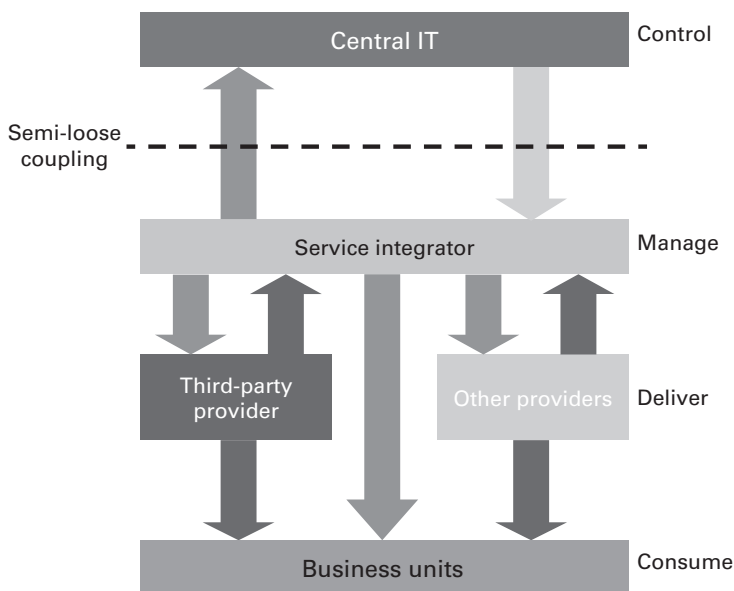 Central IT
Control
Semi-loose
coupling
Service integrator
Manage
Third-party
provider
Other providers
Deliver
Business units
Consume